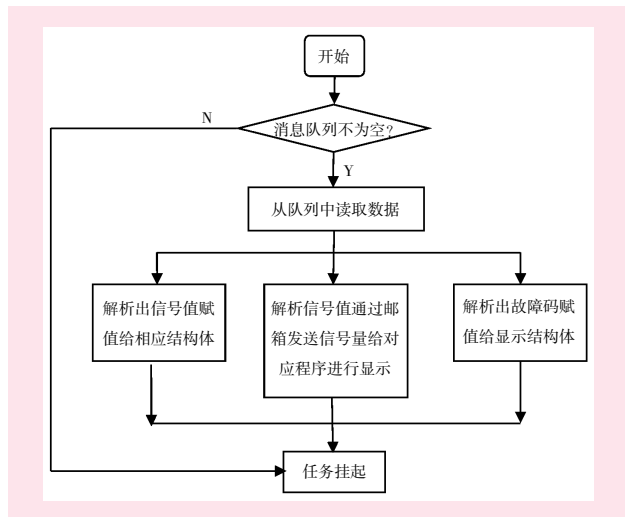 开始
N
消息队列不为空?
Y
从队列中读取数据
解析出信号值赋
值给相应结构体
解析信号值通过邮
箱发送信号量给对
应程序进行显示
解析出故障码赋
值给显示结构体
任务挂起